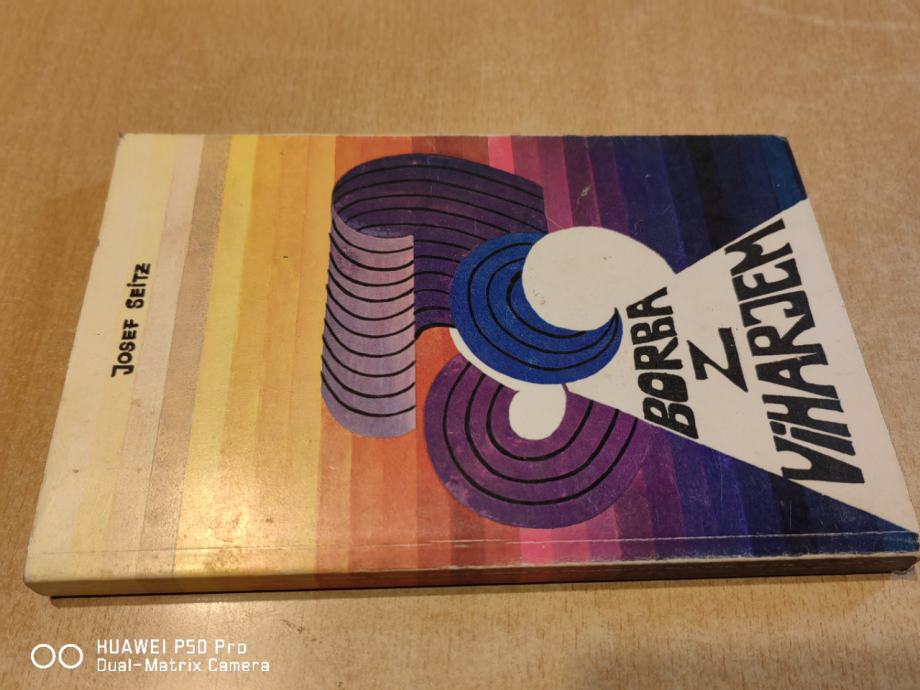 JOSEF SEITZ
BORBA
Z
VIHARJEM
HUAWEI P50 Pro
Dual-Matrix Camera